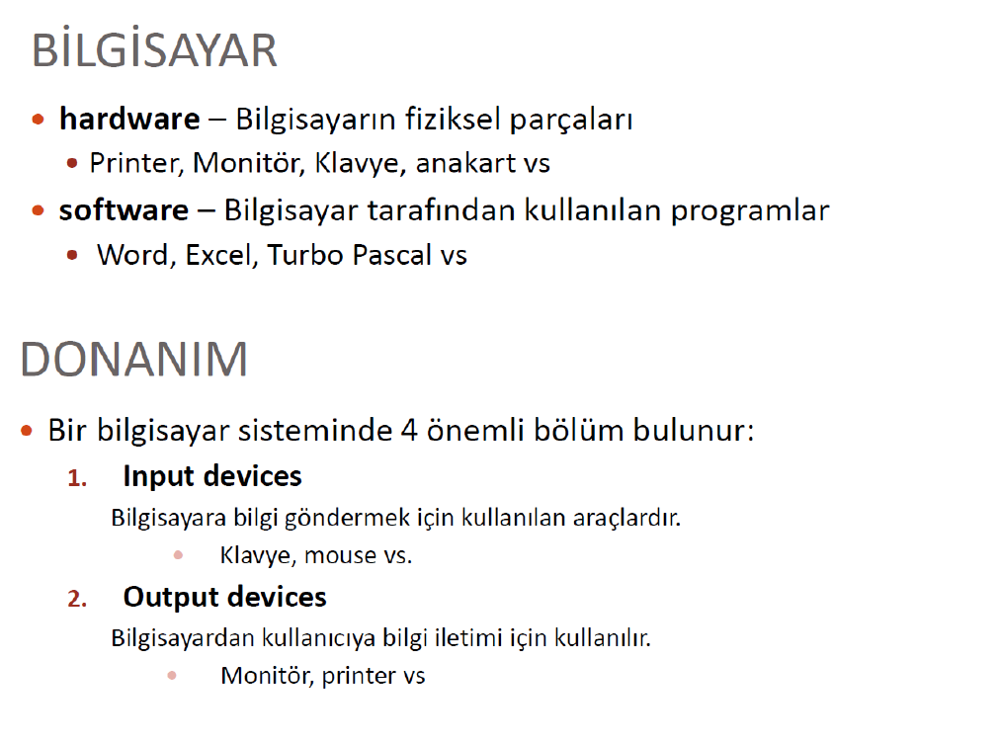 BİLGİSAYAR
• hardware – Bilgisayarın fiziksel parçaları
• Printer, Monitör, Klavye, anakart vs
• software – Bilgisayar tarafından kullanılan programlar
• Word, Excel, Turbo Pascal vs
DONANIM
• Bir bilgisayar sisteminde 4 önemli bölüm bulunur:
1. Input devices
Bilgisayara bilgi göndermek için kullanılan araçlardır.
• Klavye, mouse vs.
2. Output devices
Bilgisayardan kullanıcıya bilgi iletimi için kullanılır.
• Monitör, printer vs